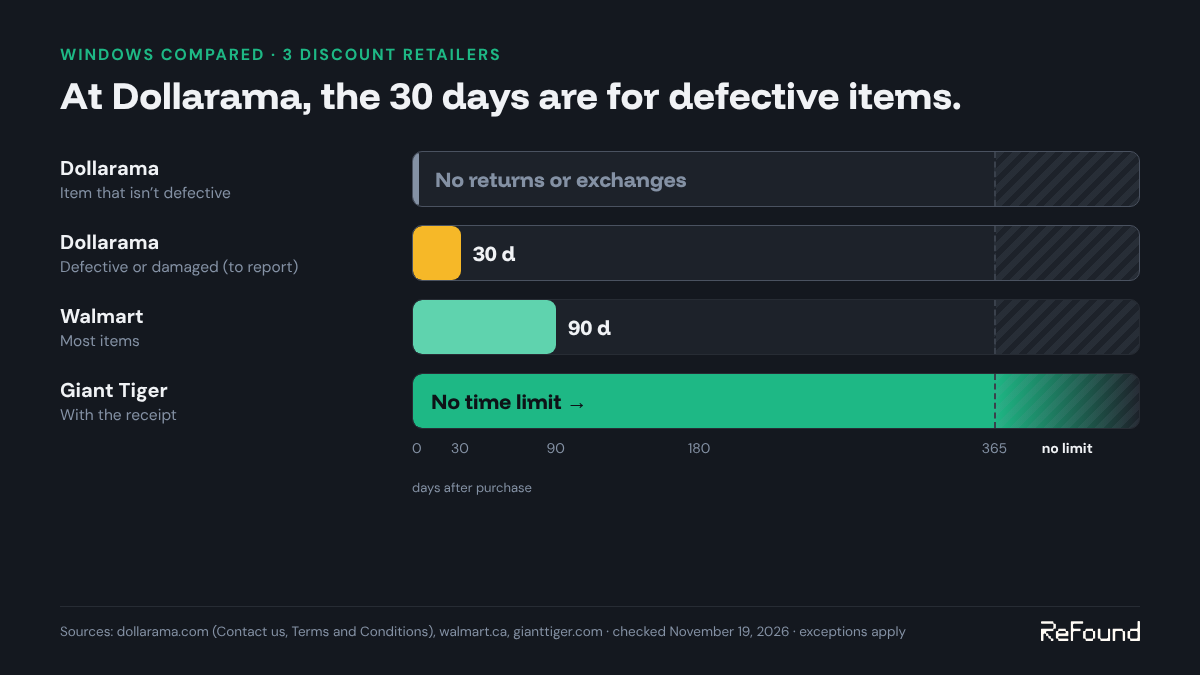 WINDOWS COMPARED · 3 DISCOUNT RETAILERS
At Dollarama, the 30 days are for defective items.
Dollarama
Item that isn’t defective
No returns or exchanges
Dollarama
Defective or damaged (to report)
30 d
Walmart
Most items
90 d
Giant Tiger
With the receipt
No time limit →
0 30 90 180 365 no limit
days after purchase
Sources: dollarama.com (Contact us, Terms and Conditions), walmart.ca, gianttiger.com · checked November 19, 2026 · exceptions apply
ReFound